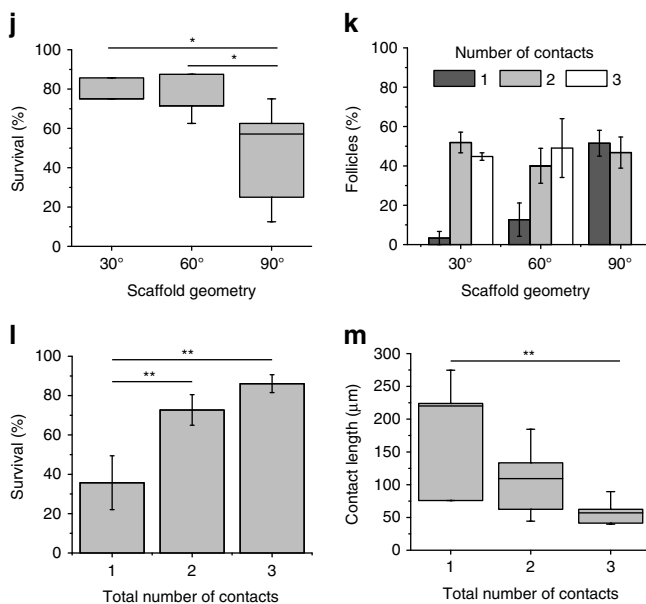 j
Survival (%)
100
80
60
40
20
0
*
*
30° 60° 90°
Scaffold geometry
k
Follicles (%)
100
80
60
40
20
0
Number of contacts
1 2 3
30° 60° 90°
Scaffold geometry
l
Survival (%)
100
80
60
40
80
0
**
**
1 2 3
Total number of contacts
m
Contact length (μm)
300
250
200
150
100
50
0
**
1 2 3
Total number of contacts